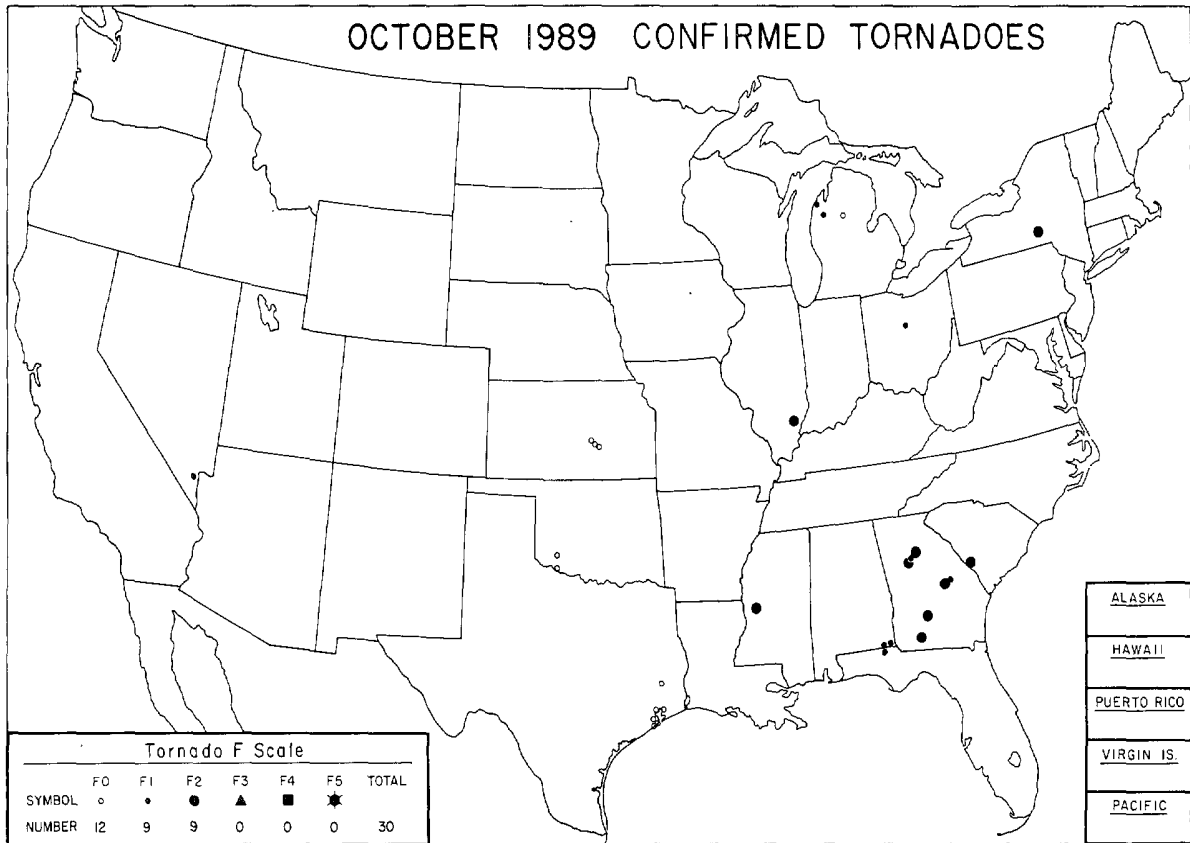 OCTOBER 1989 CONFIRMED TORNADOES
ALASKA
HAWAII
PUERTO RICO
VIRGIN IS.
PACIFIC
Tornado F Scale
F0 F1 F2 F3 F4 F5 TOTAL
SYMBOL
NUMBER 12 9 9 0 0 0 30